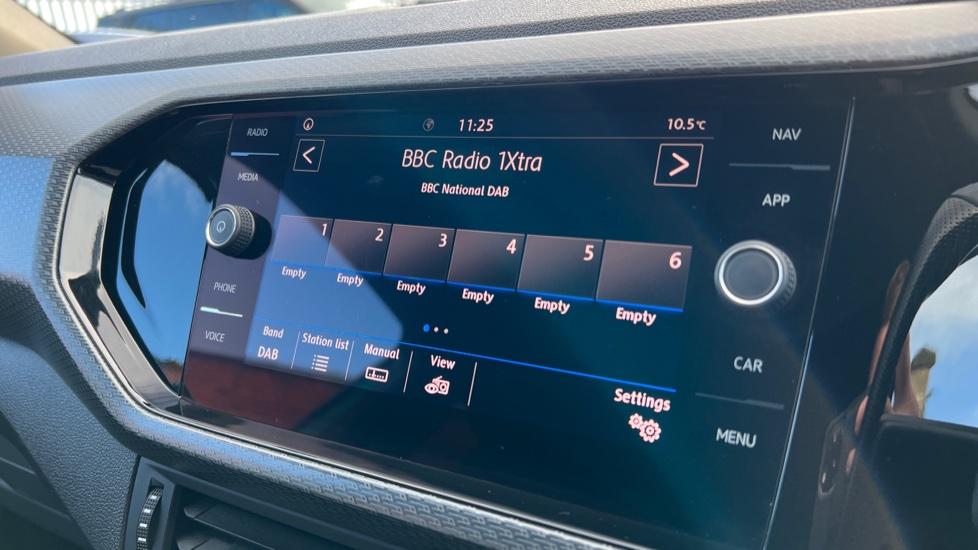 RADIO
MEDIA
PHONE
VOICE
11:25
10.5°C
<
BBC Radio 1Xtra
>
BBC National DAB
1 2 3 4 5 6
Empty Empty Empty Empty Empty Empty
Band Station list Manual View
DAB
Settings
NAV
APP
CAR
MENU